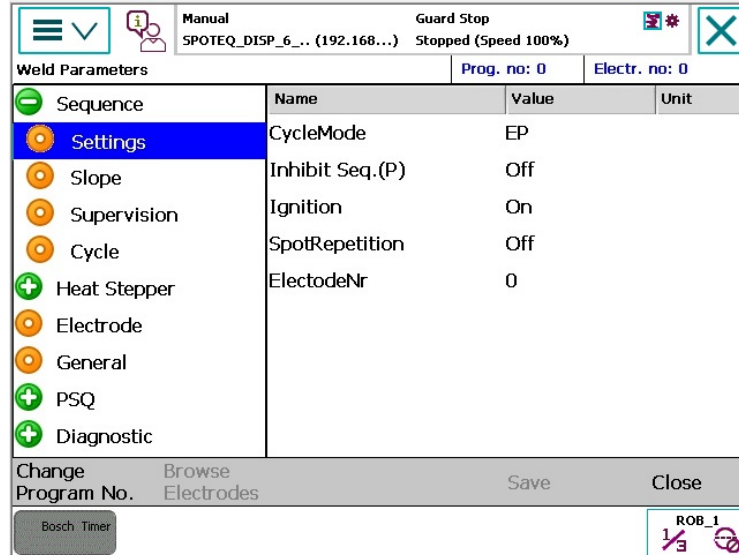 Manual
Guard Stop
SPOTEQ_DISP_6_.. (192.168...)
Stopped (Speed 100%)
Weld Parameters
Prog. no: 0
Electr. no: 0
Sequence
Settings
Slope
Supervision
Cycle
Heat Stepper
Electrode
General
PSQ
Diagnostic
Name Value Unit
CycleMode EP
Inhibit Seq.(P) Off
Ignition On
SpotRepetition Off
ElectodeNr 0
Change
Program No.
Browse
Electrodes
Save
Close
Bosch Timer
ROB_1
1/3